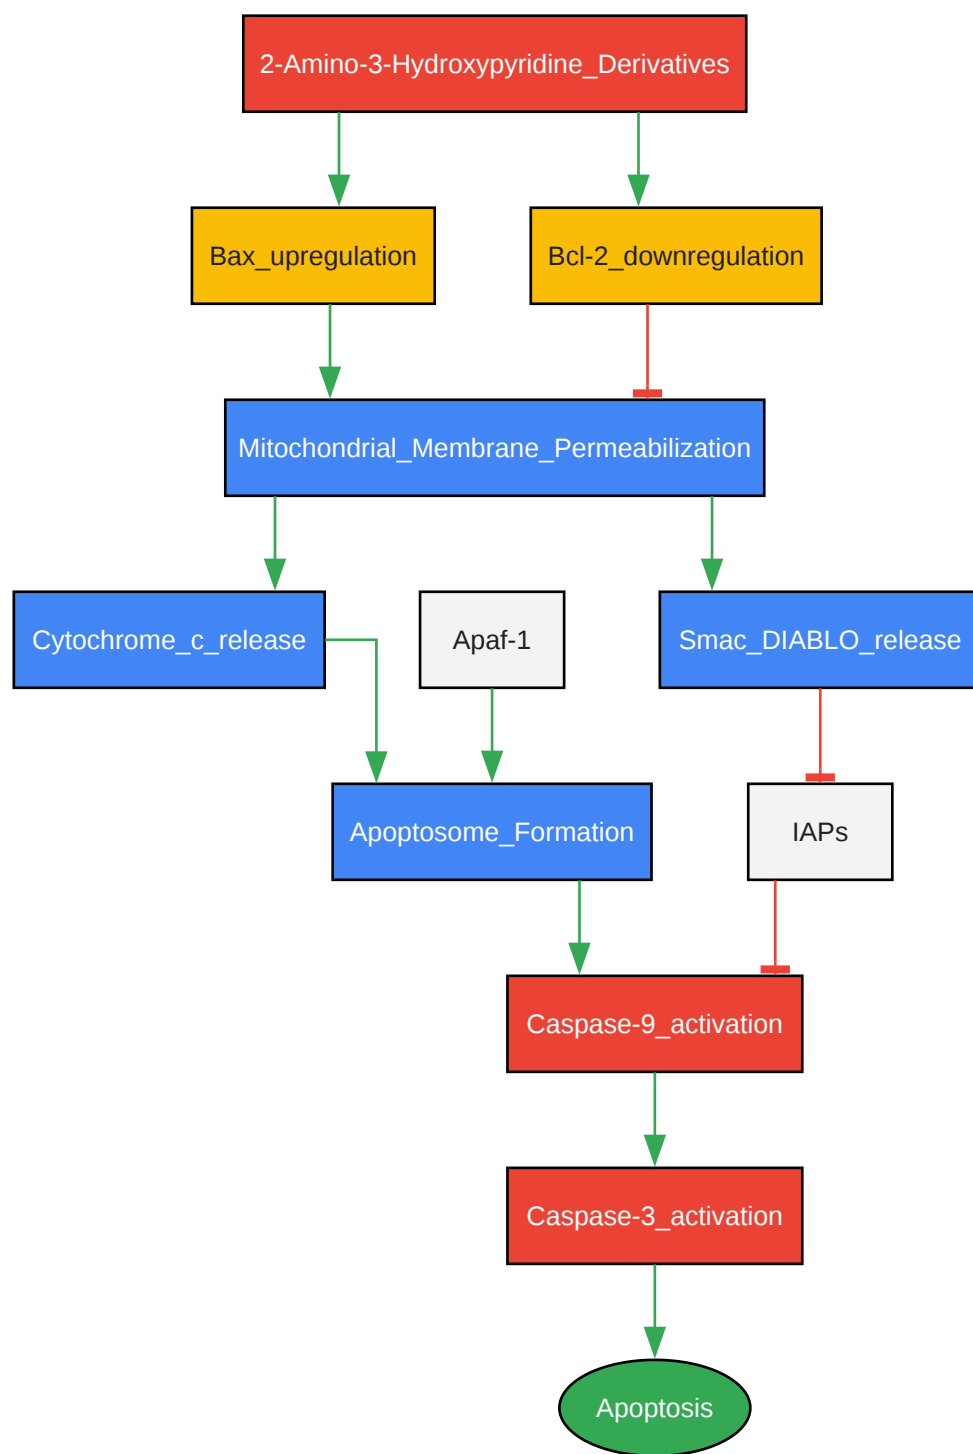 2-Amino-3-Hydroxypyridine_Derivatives
Bax_upregulation
Bcl-2_downregulation
Mitochondrial_Membrane_Permeabilization
Cytochrome_c_release
Apaf-1
Smac_DIABLO_release
Apoptosome_Formation
IAPs
Caspase-9_activation
Caspase-3_activation
Apoptosis